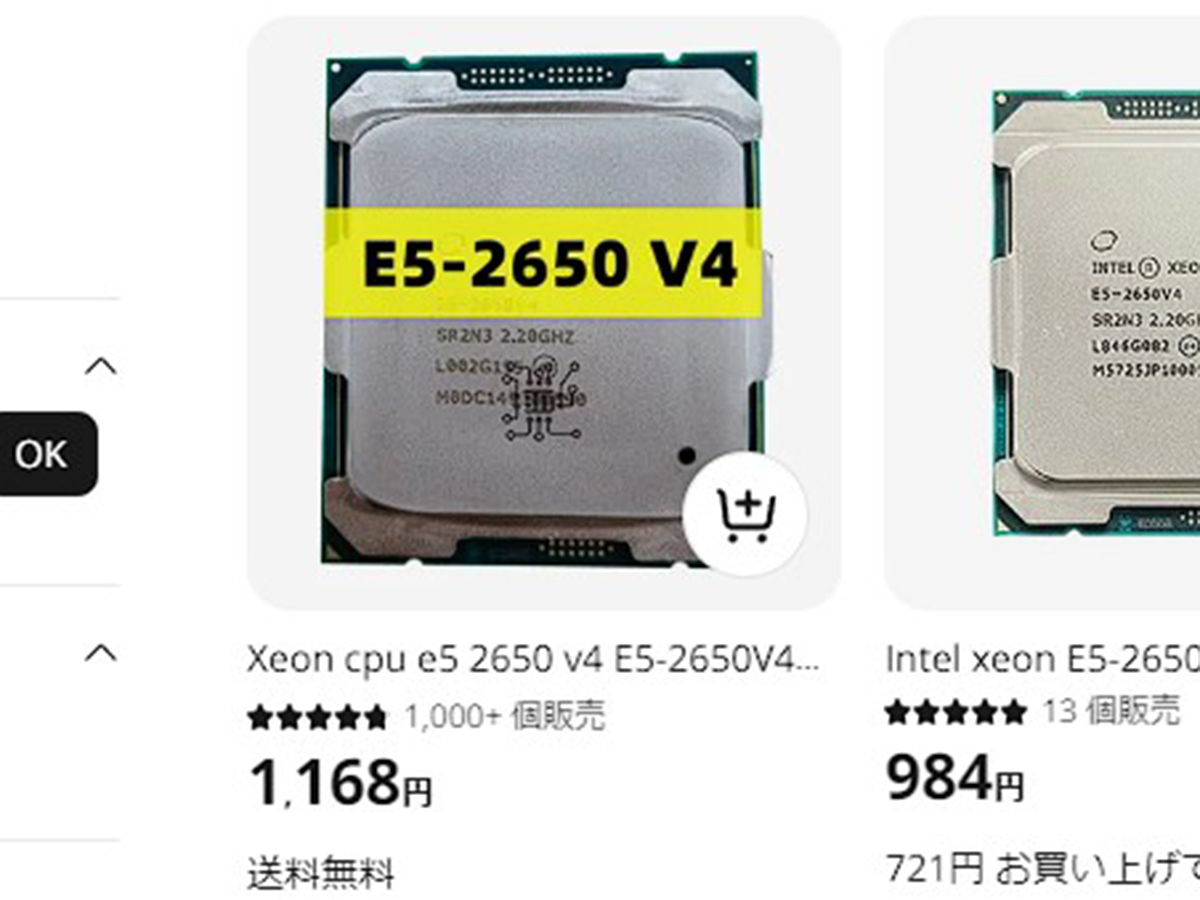 E5-2650 V4
SR2N3 2.20GHZ
INTEL Ⓡ XEO
E5-2650V4
SR2N3 2.20GH
L846G082
OK
Xeon cpu e5 2650 v4 E5-2650V4...
1,000+ 個販売
1,168円
送料無料
Intel xeon E5-2650
13 個販売
984円
721円 お買い上げで